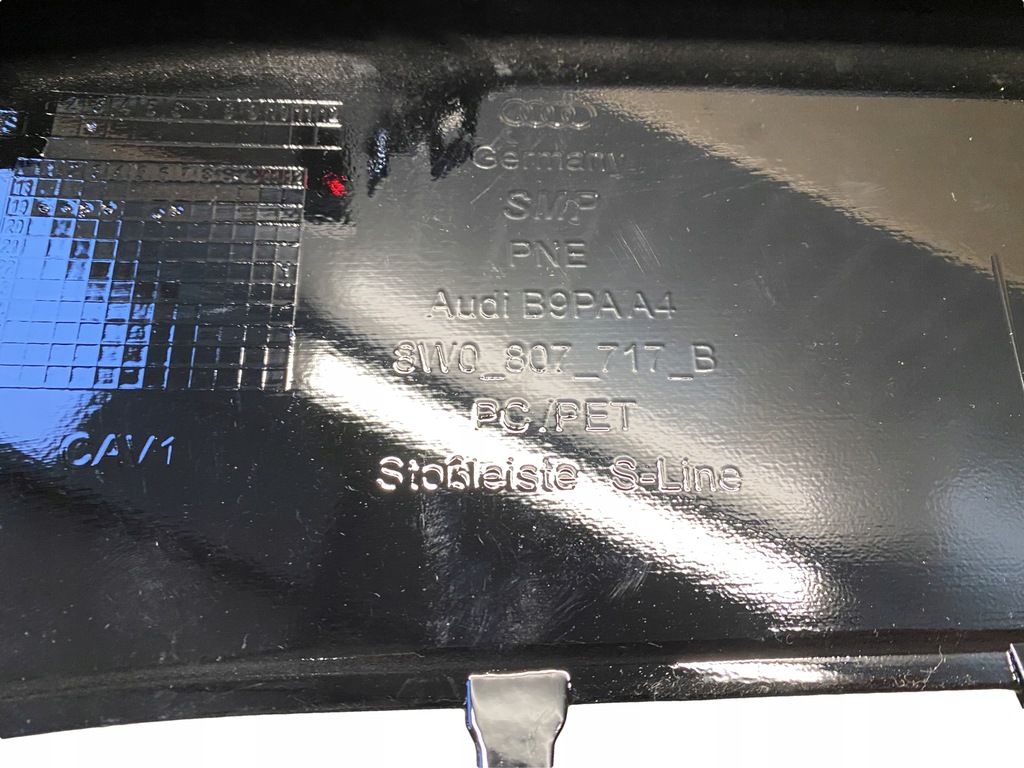 Germany
SMP
PNE
Audi B9PA A4
8W0_807_717_B
PC /PET
Stoßleiste S-Line
CAV1